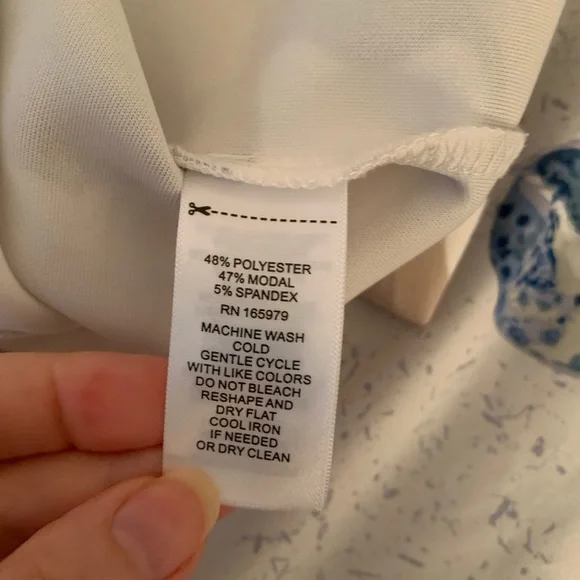 48% POLYESTER
47% MODAL
5% SPANDEX
RN 165979
MACHINE WASH
COLD
GENTLE CYCLE
WITH LIKE COLORS
DO NOT BLEACH
RESHAPE AND
DRY FLAT
COOL IRON
IF NEEDED
OR DRY CLEAN